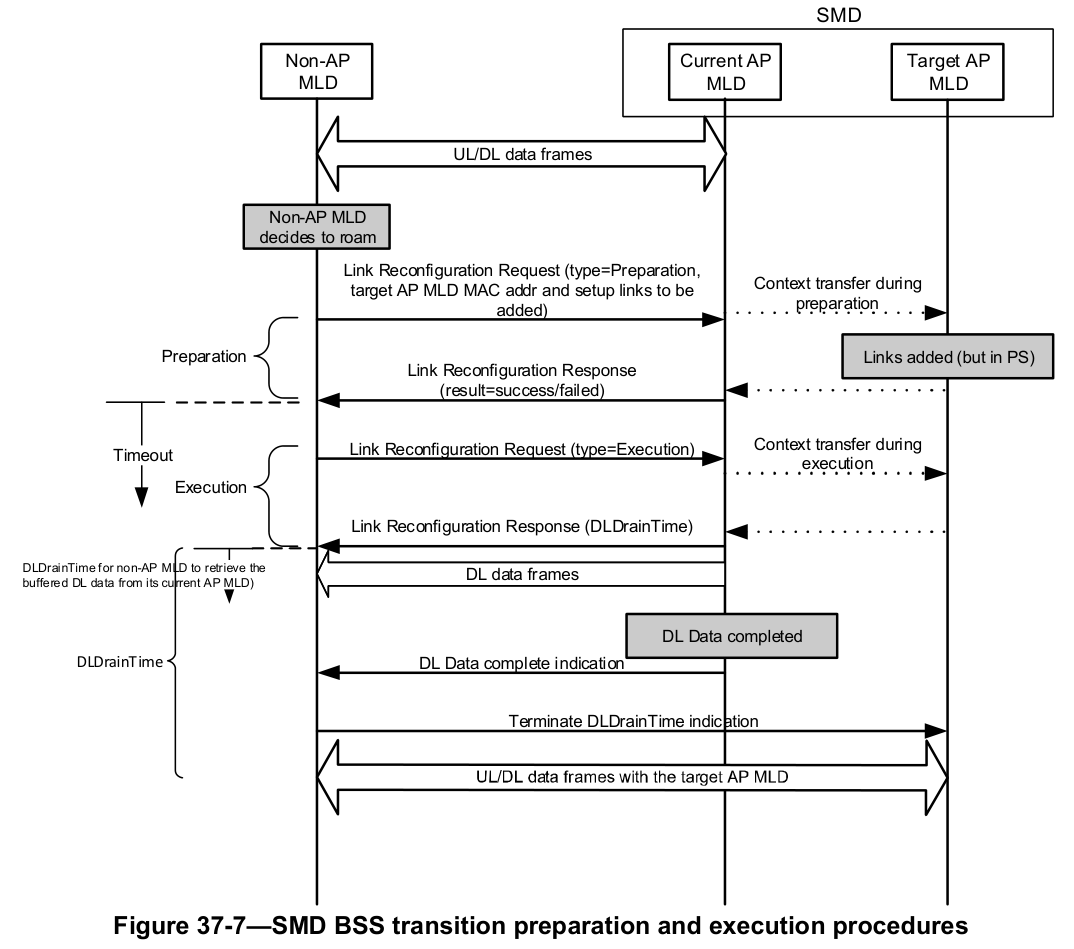 SMD
Non-AP
MLD
Current AP
MLD
Target AP
MLD
UL/DL data frames
Non-AP MLD
decides to roam
Link Reconfiguration Request (type=Preparation,
target AP MLD MAC addr and setup links to be
added)
Context transfer during
preparation
Preparation
Links added (but in PS)
Link Reconfiguration Response
(result=success/failed)
Timeout
Link Reconfiguration Request (type=Execution)
Context transfer during
execution
Execution
Link Reconfiguration Response (DLDrainTime)
DLDrainTime for non-AP MLD to retrieve the
buffered DL data from its current AP MLD)
DL data frames
DL Data completed
DLDrainTime
DL Data complete indication
Terminate DLDrainTime indication
UL/DL data frames with the target AP MLD
Figure 37-7—SMD BSS transition preparation and execution procedures